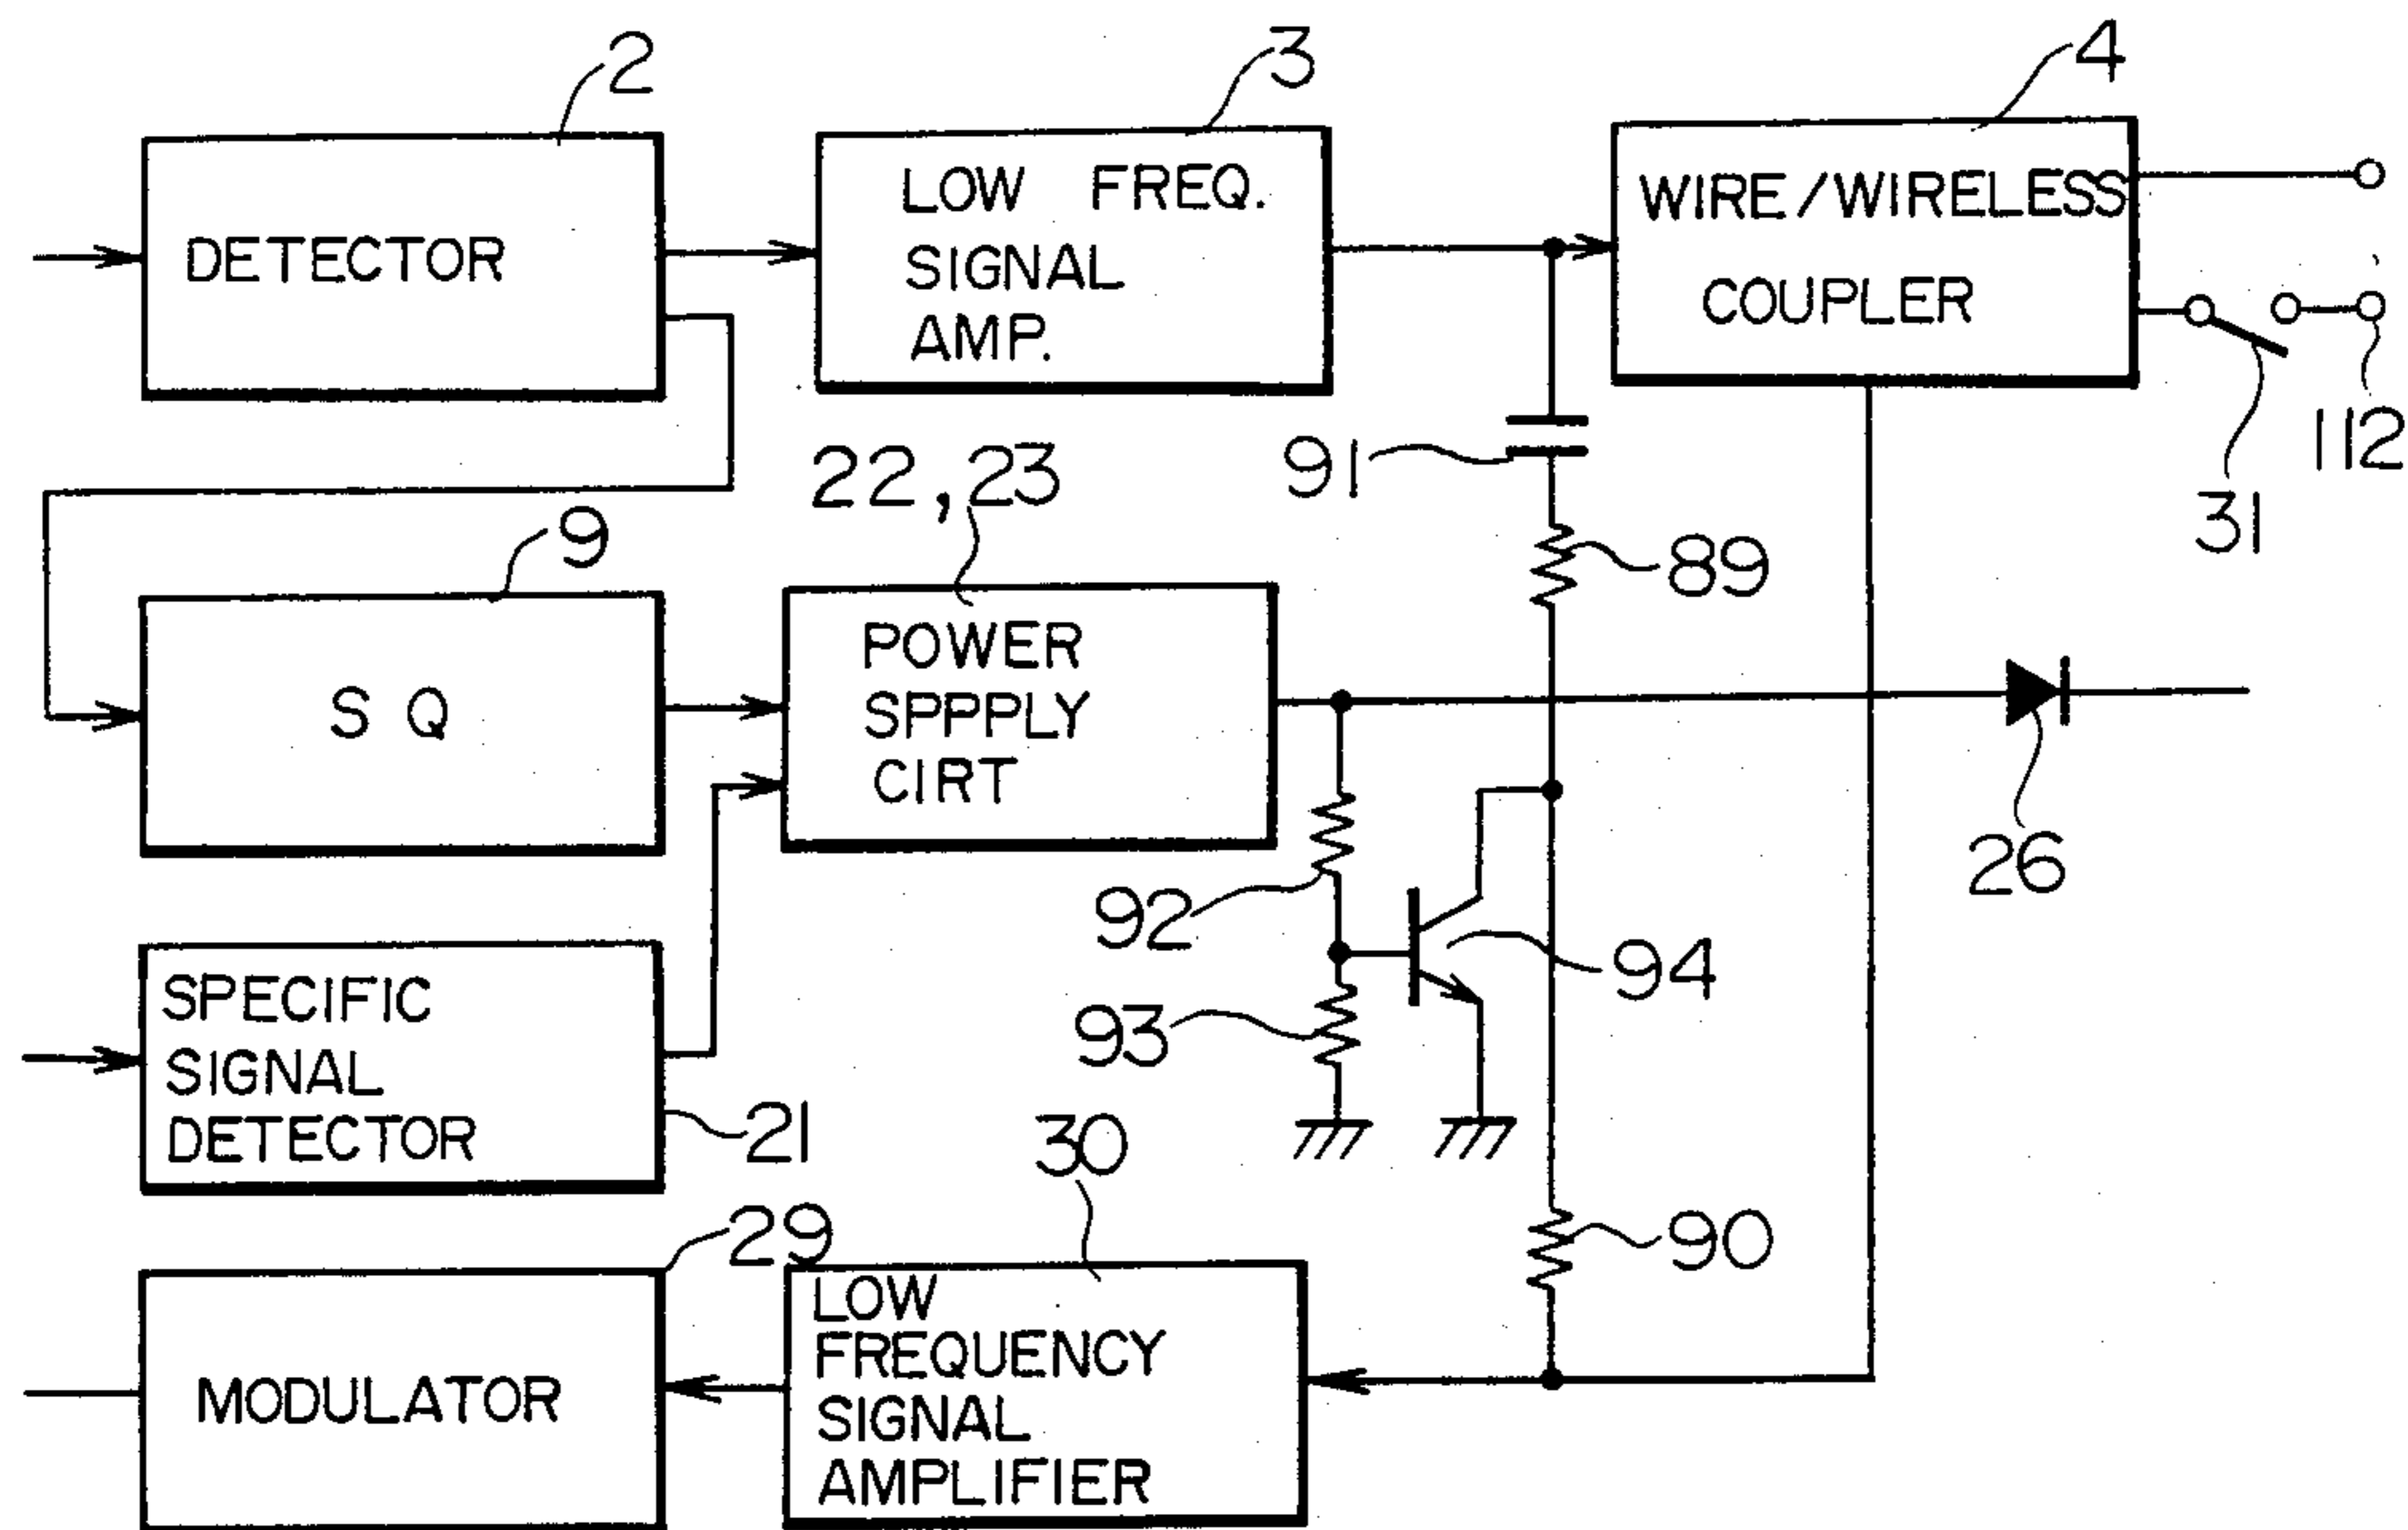 2
3
4
DETECTOR
LOW FREQ.
SIGNAL
AMP.
WIRE/WIRELESS
COUPLER
112
31
22,23
91
89
9
SQ
POWER
SPPPLY
CIRT
26
92
94
93
SPECIFIC
SIGNAL
DETECTOR
21
30
29
90
MODULATOR
LOW
FREQUENCY
SIGNAL
AMPLIFIER